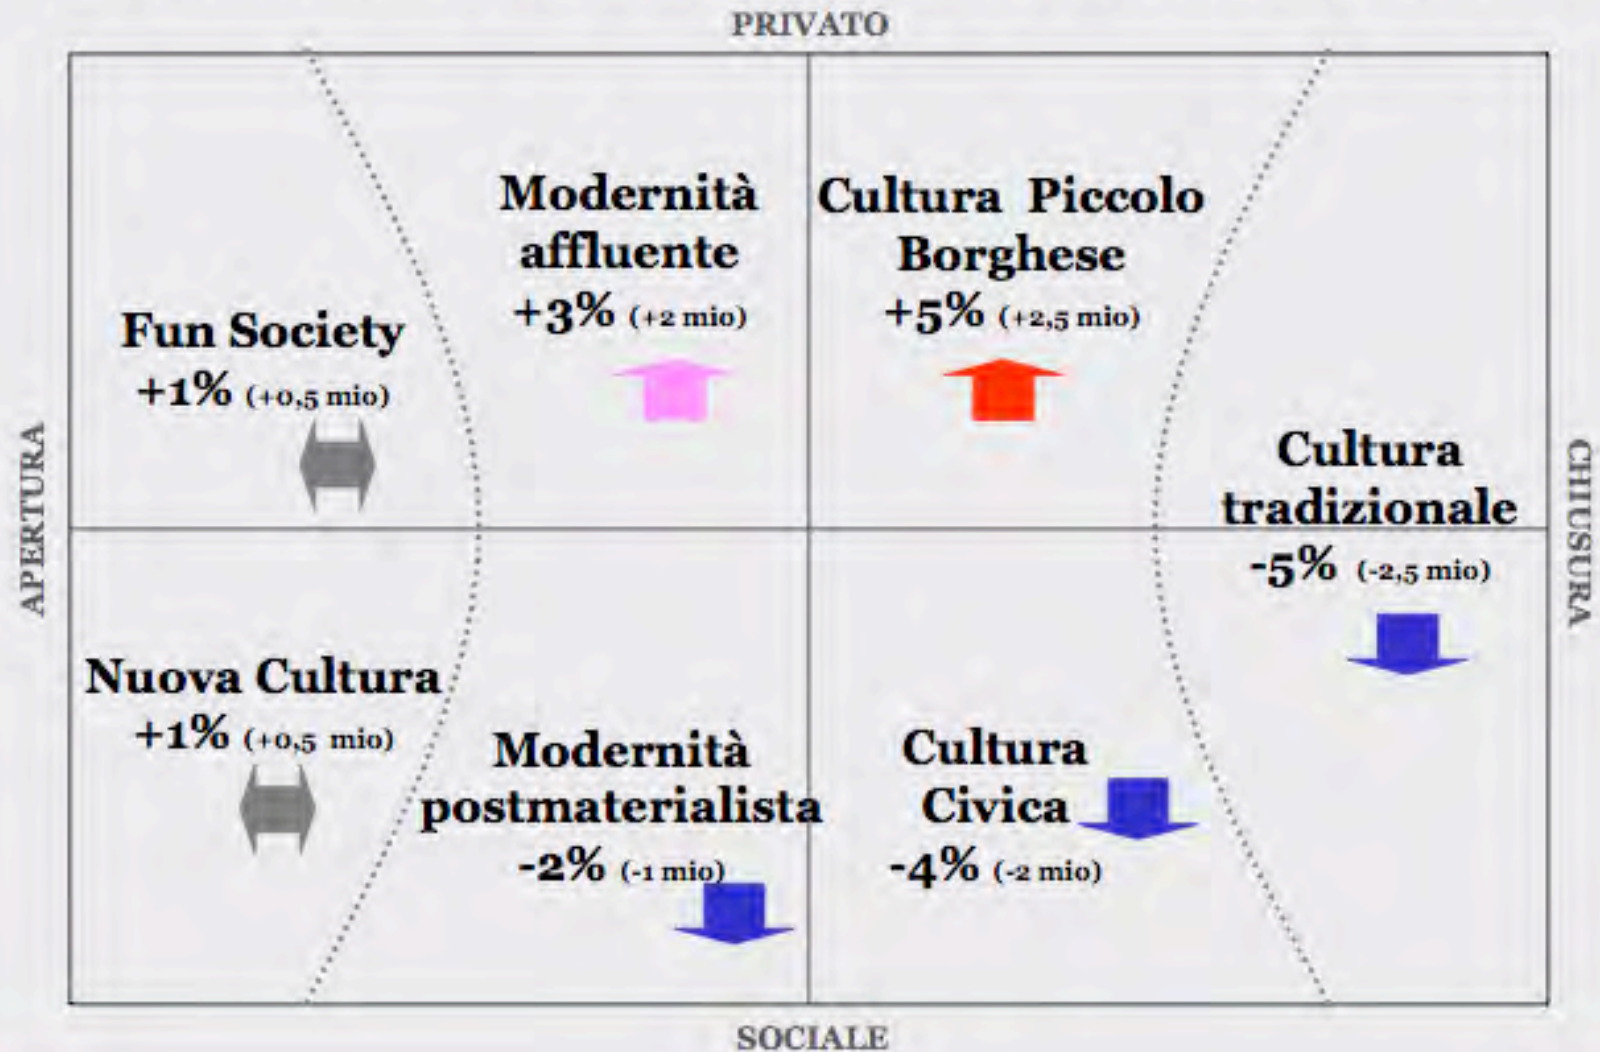 PRIVATO
Modernità
affluente
+3% (+2 mio)
Cultura Piccolo
Borghese
+5% (+2,5 mio)
Fun Society
+1% (+0,5 mio)
APERTURA
Cultura
tradizionale
-5% (-2,5 mio)
CHIUSURA
Nuova Cultura
+1% (+0,5 mio)
Modernità
postmaterialista
-2% (-1 mio)
Cultura
Civica
-4% (-2 mio)
SOCIALE